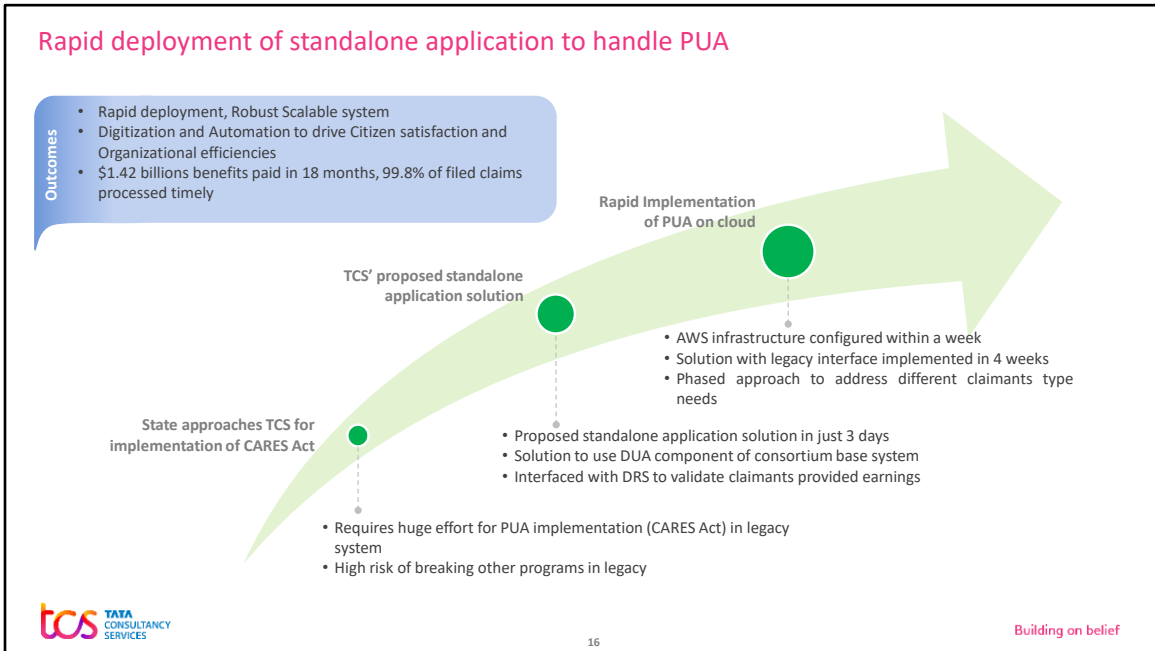 Rapid deployment of standalone application to handle PUA
Outcomes
• Rapid deployment, Robust Scalable system
• Digitization and Automation to drive Citizen satisfaction and
Organizational efficiencies
• $1.42 billions benefits paid in 18 months, 99.8% of filed claims
processed timely
Rapid Implementation
of PUA on cloud
TCS’ proposed standalone
application solution
• AWS infrastructure configured within a week
• Solution with legacy interface implemented in 4 weeks
• Phased approach to address different claimants type
needs
State approaches TCS for
implementation of CARES Act
• Proposed standalone application solution in just 3 days
• Solution to use DUA component of consortium base system
• Interfaced with DRS to validate claimants provided earnings
• Requires huge effort for PUA implementation (CARES Act) in legacy
system
• High risk of breaking other programs in legacy
tcs TATA
CONSULTANCY
SERVICES
16
Building on belief